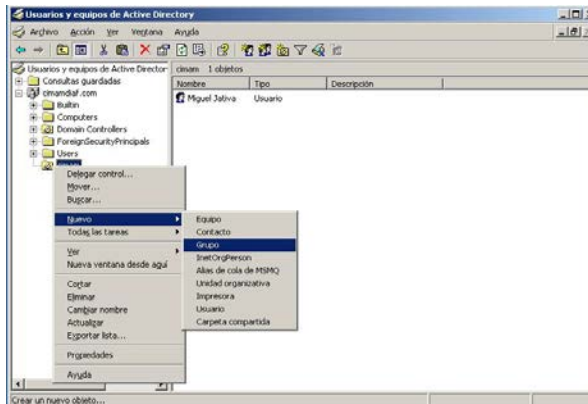 Usuarios y equipos de Active Directory
Archivo Acción Ver Ventana Ayuda
Usuarios y equipos de Active Director
Consultas guardadas
cimamdiaf.com
Builtin
Computers
Domain Controllers
ForeignSecurityPrincipals
Users
cimam 1 objetos
Nombre Tipo Descripción
Miguel Jativa Usuario
Delegar control...
Mover...
Buscar...
Nuevo
Todas las tareas
Ver
Nueva ventana desde aquí
Cortar
Eliminar
Cambiar nombre
Actualizar
Exportar lista...
Propiedades
Ayuda
Equipo
Contacto
Grupo
InetOrgPerson
Alias de cola de MSMQ
Unidad organizativa
Impresora
Usuario
Carpeta compartida
Crear un nuevo objeto...